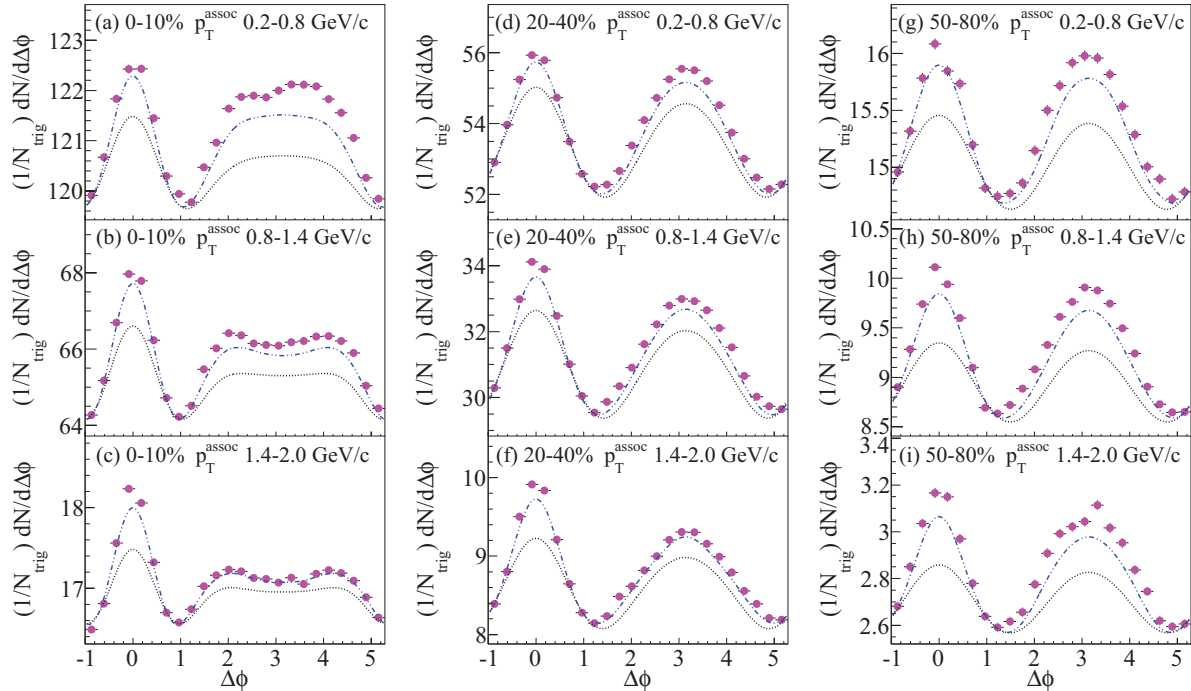 (a) 0-10% p_T^assoc 0.2-0.8 GeV/c
(1/N_trig) dN/dΔϕ
123
122
121
120
(b) 0-10% p_T^assoc 0.8-1.4 GeV/c
(1/N_trig) dN/dΔϕ
68
66
64
(c) 0-10% p_T^assoc 1.4-2.0 GeV/c
(1/N_trig) dN/dΔϕ
18
17
-1 0 1 2 3 4 5
Δϕ
(d) 20-40% p_T^assoc 0.2-0.8 GeV/c
(1/N_trig) dN/dΔϕ
56
54
52
(e) 20-40% p_T^assoc 0.8-1.4 GeV/c
(1/N_trig) dN/dΔϕ
34
32
30
(f) 20-40% p_T^assoc 1.4-2.0 GeV/c
(1/N_trig) dN/dΔϕ
10
9
8
-1 0 1 2 3 4 5
Δϕ
(g) 50-80% p_T^assoc 0.2-0.8 GeV/c
(1/N_trig) dN/dΔϕ
16
15.5
15
(h) 50-80% p_T^assoc 0.8-1.4 GeV/c
(1/N_trig) dN/dΔϕ
10.5
10
9.5
9
8.5
(i) 50-80% p_T^assoc 1.4-2.0 GeV/c
(1/N_trig) dN/dΔϕ
3.4
3.2
3.0
2.8
2.6
-1 0 1 2 3 4 5
Δϕ